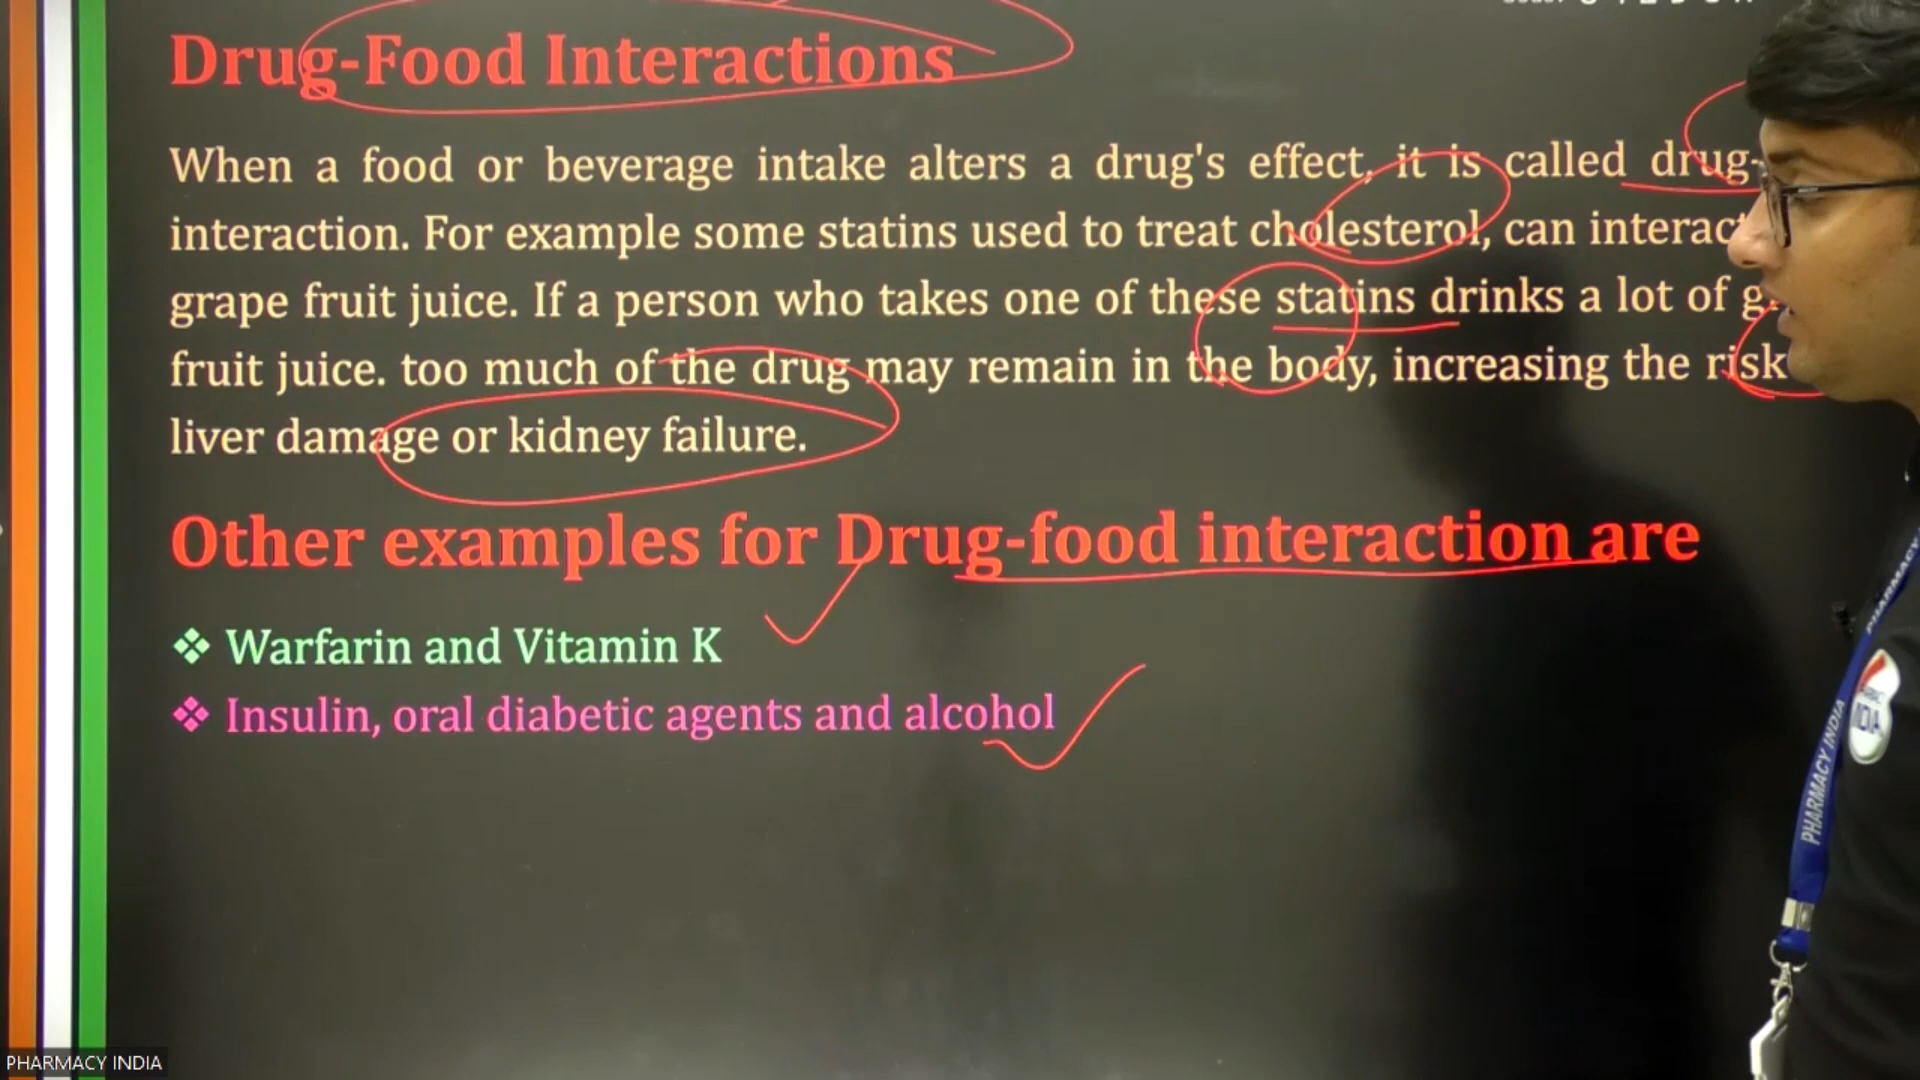 Drug-Food Interactions
When a food or beverage intake alters a drug's effect, it is called drug-
interaction. For example some statins used to treat cholesterol, can interact
grape fruit juice. If a person who takes one of these statins drinks a lot of
fruit juice. too much of the drug may remain in the body, increasing the risk
liver damage or kidney failure.
Other examples for Drug-food interaction are
❖ Warfarin and Vitamin K
❖ Insulin, oral diabetic agents and alcohol
PHARMACY
PHARMACY INDIA
PHARMACY INDIA